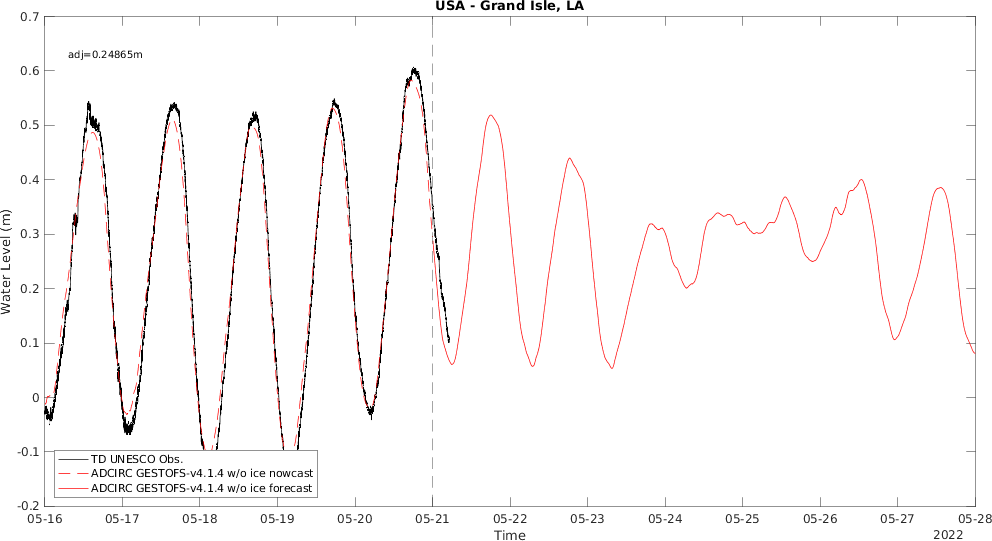 USA - Grand Isle, LA
0.7
adj=0.24865m
0.6
0.5
0.4
0.3
0.2
0.1
0
-0.1
-0.2
Water Level (m)
TD UNESCO Obs.
ADCIRC GESTOFS-v4.1.4 w/o ice nowcast
ADCIRC GESTOFS-v4.1.4 w/o ice forecast
05-16 05-17 05-18 05-19 05-20 05-21 05-22 05-23 05-24 05-25 05-26 05-27 05-28
Time
2022